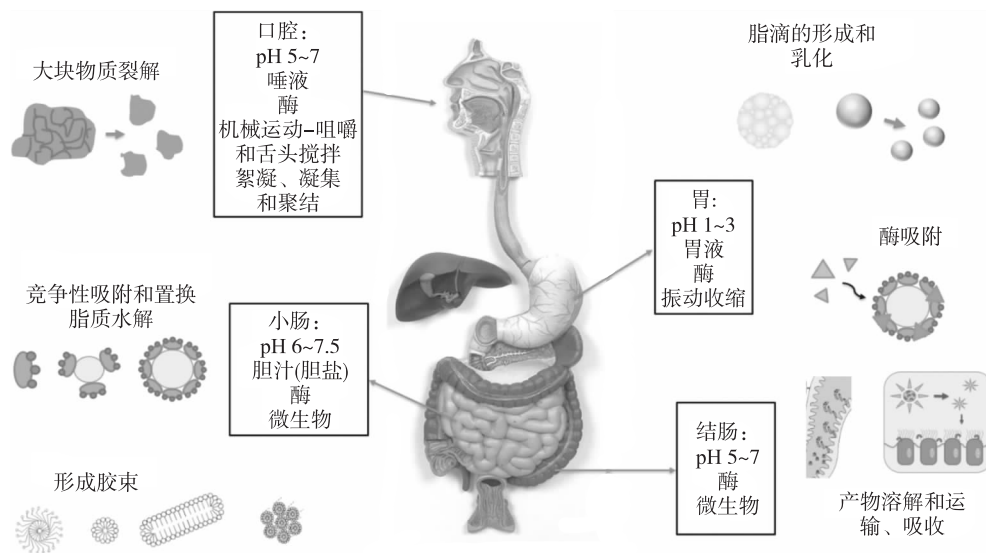 大块物质裂解
口腔：
pH 5~7
唾液
酶
机械运动-咀嚼
和舌头搅拌
絮凝、凝集
和聚结
脂滴的形成和
乳化
胃:
pH 1~3
胃液
酶
振动收缩
酶吸附
竞争性吸附和置换
脂质水解
小肠：
pH 6~7.5
胆汁(胆盐)
酶
微生物
结肠：
pH 5~7
酶
微生物
形成胶束
产物溶解和运
输、吸收